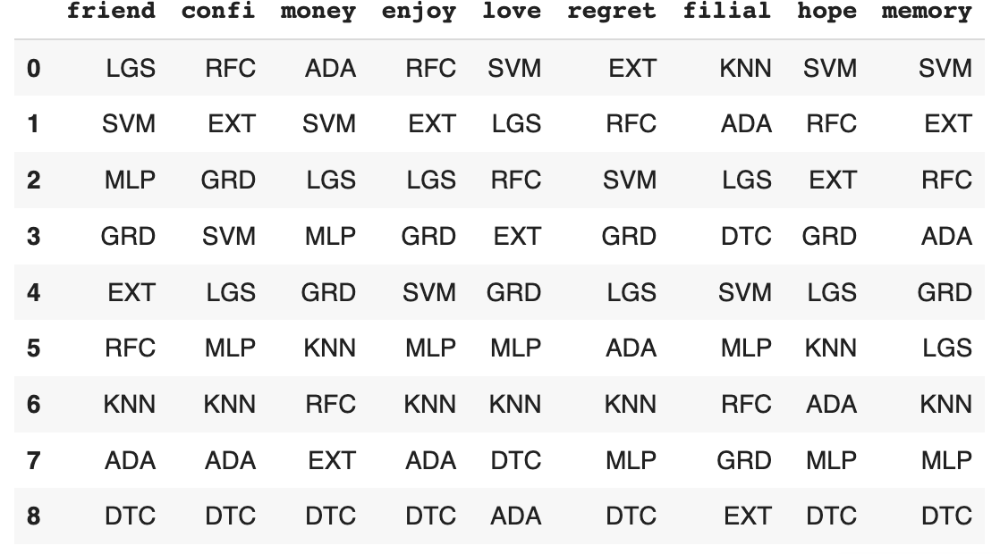 friend confi money enjoy love regret filial hope memory
0 LGS RFC ADA RFC SVM EXT KNN SVM SVM
1 SVM EXT SVM EXT LGS RFC ADA RFC EXT
2 MLP GRD LGS LGS RFC SVM LGS EXT RFC
3 GRD SVM MLP GRD EXT GRD DTC GRD ADA
4 EXT LGS GRD SVM GRD LGS SVM LGS GRD
5 RFC MLP KNN MLP MLP ADA MLP KNN LGS
6 KNN KNN RFC KNN KNN KNN RFC ADA KNN
7 ADA ADA EXT ADA DTC MLP GRD MLP MLP
8 DTC DTC DTC DTC ADA DTC EXT DTC DTC